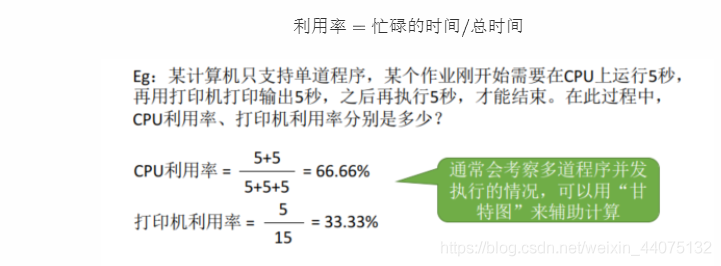 利用率 = 忙碌的时间/总时间
Eg：某计算机只支持单道程序，某个作业刚开始需要在CPU上运行5秒，
再用打印机打印输出5秒，之后再执行5秒，才能结束。在此过程中，
CPU利用率、打印机利用率分别是多少？
5+5
CPU利用率 = = 66.66%
5+5+5
5
打印机利用率 = = 33.33%
15
通常会考察多道程序并发
执行的情况，可以用“甘
特图”来辅助计算
https://blog.csdn.net/weixin_44075132